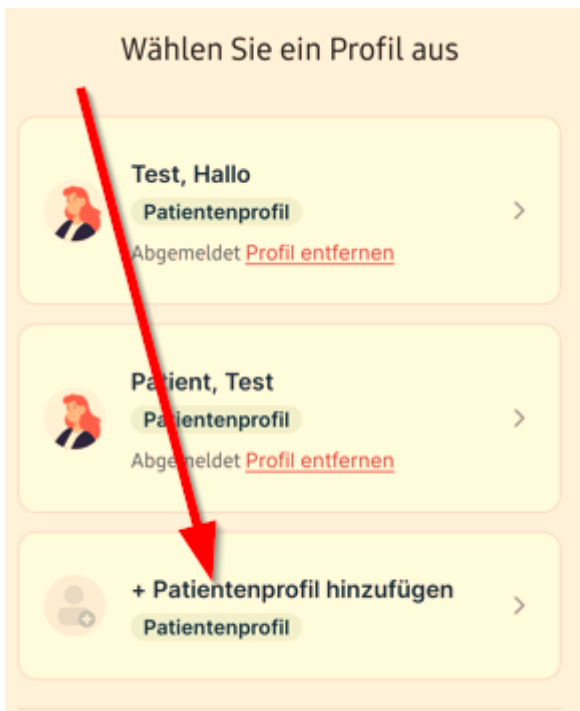 Wählen Sie ein Profil aus
Test, Hallo
Patientenprofil
Abgemeldet Profil entfernen
Patient, Test
Patientenprofil
Abgemeldet Profil entfernen
+ Patientenprofil hinzufügen
Patientenprofil